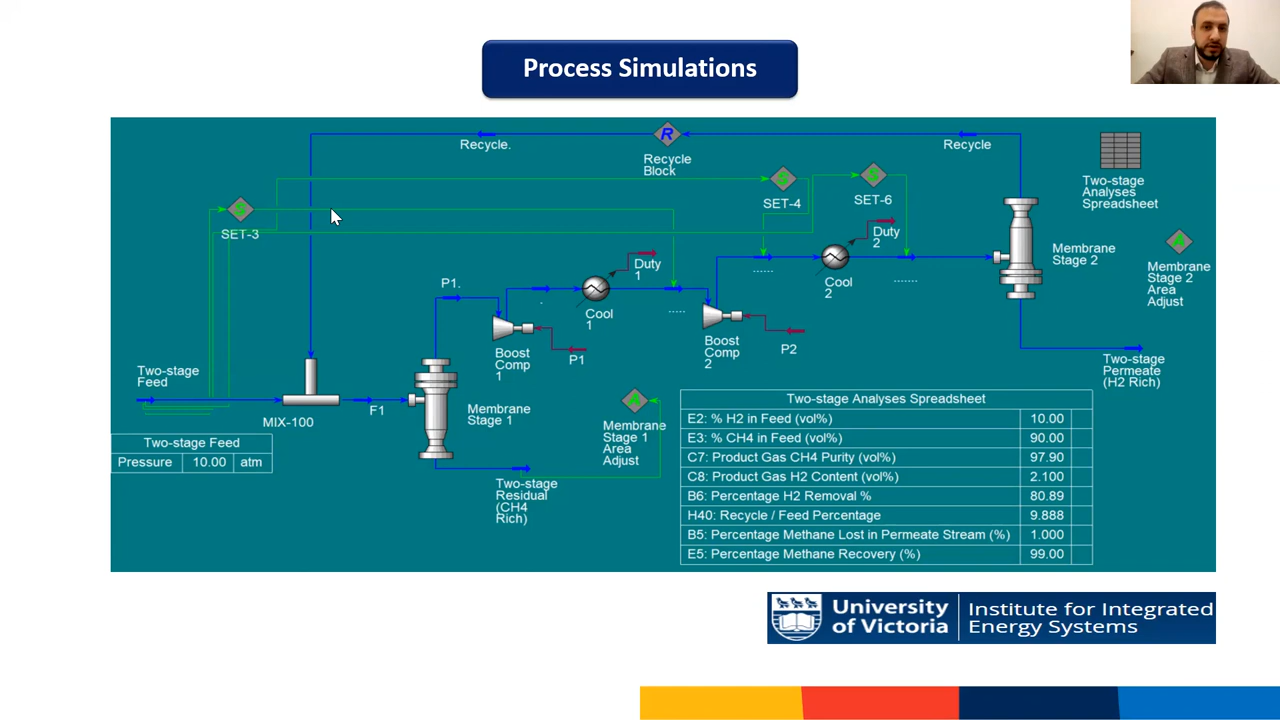 Process Simulations
Recycle.
R
Recycle
Block
Recycle
Two-stage
Analyses
Spreadsheet
S
SET-3
S
SET-4
S
SET-6
Duty
2
Cool
2
Membrane
Stage 2
A
Membrane
Stage 2
Area
Adjust
Duty
1
Cool
1
P1.
.
.....
......
.......
Boost
Comp
1
P1
Boost
Comp
2
P2
Two-stage
Permeate
(H2 Rich)
Two-stage
Feed
MIX-100
F1
Membrane
Stage 1
A
Membrane
Stage 1
Area
Adjust
Two-stage
Residual
(CH4
Rich)
Two-stage Feed
Pressure 10.00 atm
Two-stage Analyses Spreadsheet
E2: % H2 in Feed (vol%) 10.00
E3: % CH4 in Feed (vol%) 90.00
C7: Product Gas CH4 Purity (vol%) 97.90
C8: Product Gas H2 Content (vol%) 2.100
B6: Percentage H2 Removal % 80.89
H40: Recycle / Feed Percentage 9.888
B5: Percentage Methane Lost in Permeate Stream (%) 1.000
E5: Percentage Methane Recovery (%) 99.00
University
of Victoria
Institute for Integrated
Energy Systems